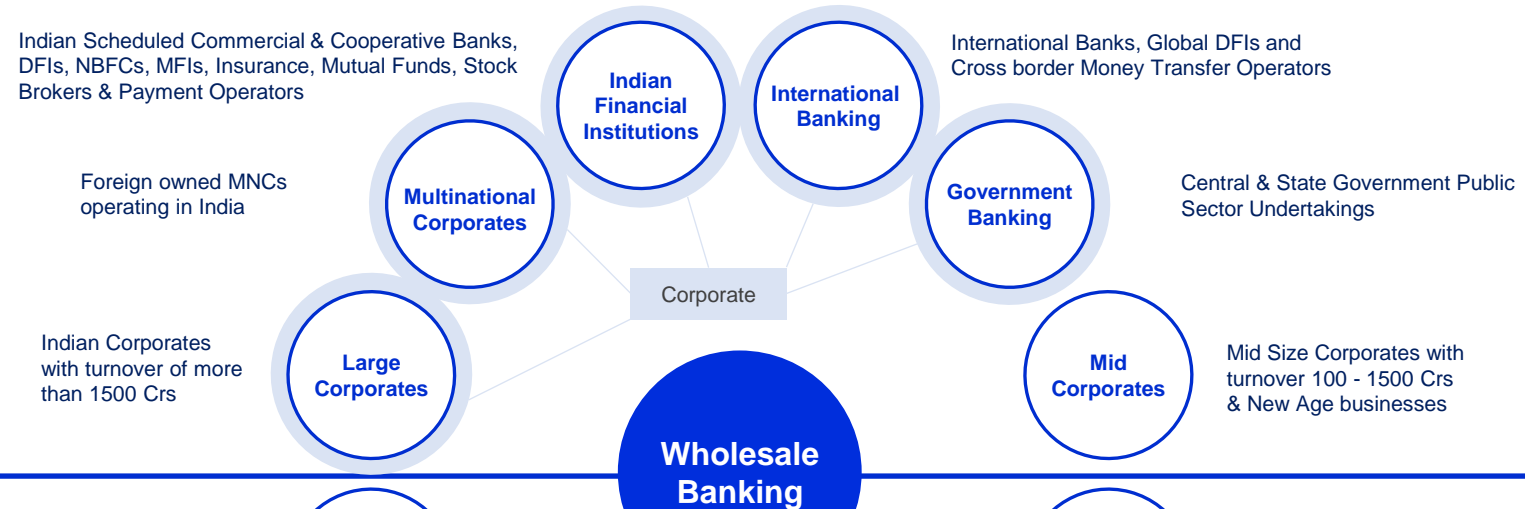 Indian Scheduled Commercial & Cooperative Banks,
DFIs, NBFCs, MFIs, Insurance, Mutual Funds, Stock
Brokers & Payment Operators
Indian
Financial
Institutions
International
Banking
International Banks, Global DFIs and
Cross border Money Transfer Operators
Foreign owned MNCs
operating in India
Multinational
Corporates
Government
Banking
Central & State Government Public
Sector Undertakings
Corporate
Indian Corporates
with turnover of more
than 1500 Crs
Large
Corporates
Mid
Corporates
Mid Size Corporates with
turnover 100 - 1500 Crs
& New Age businesses
Wholesale
Banking